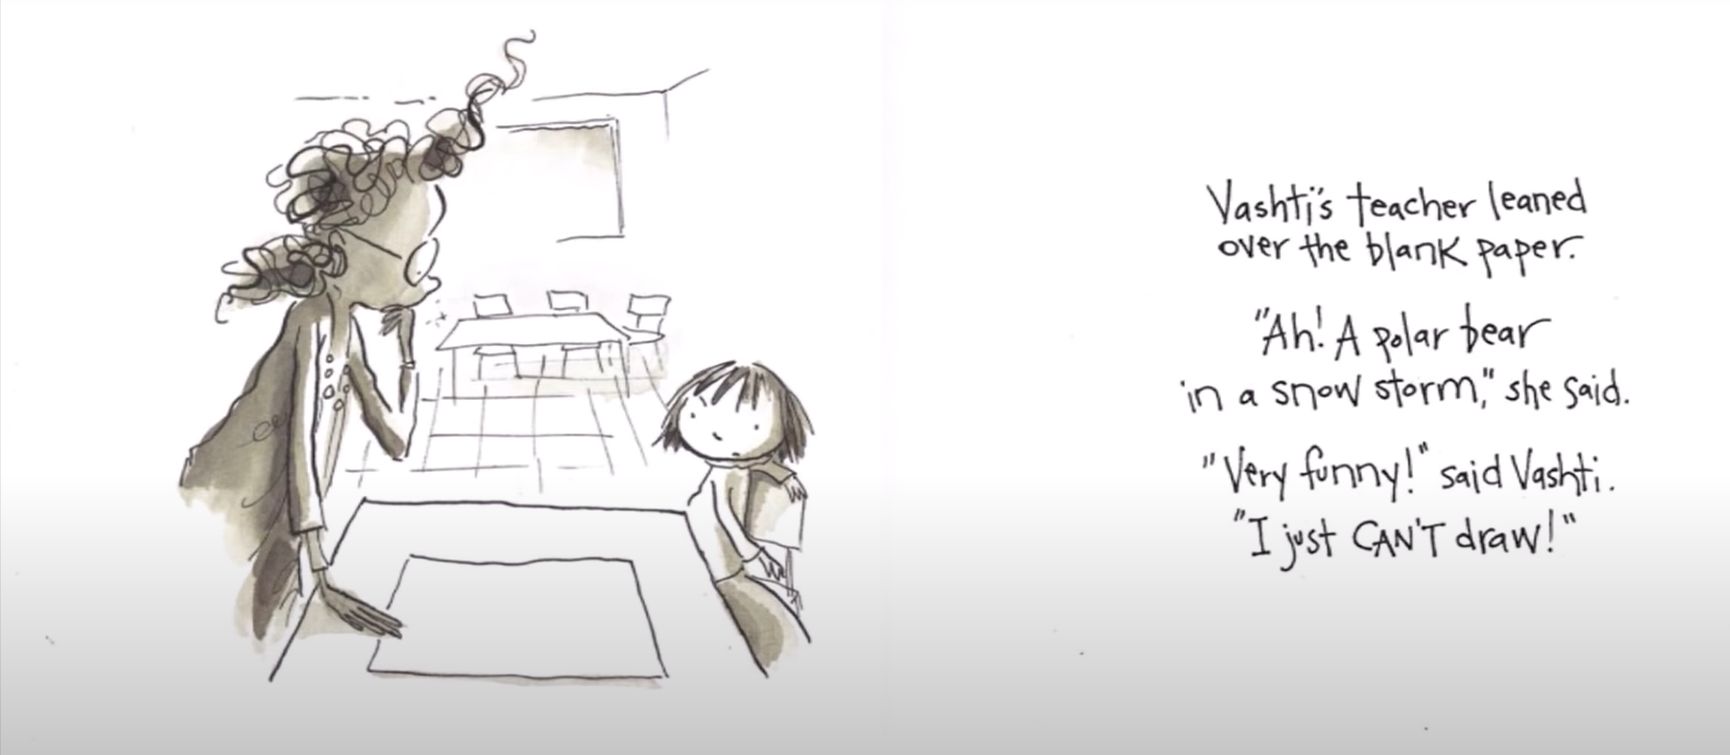 Vashti's teacher leaned
over the blank paper.
"Ah! A polar bear
in a snow storm," she said.
"Very funny!" said Vashti.
"I just CAN'T draw!"